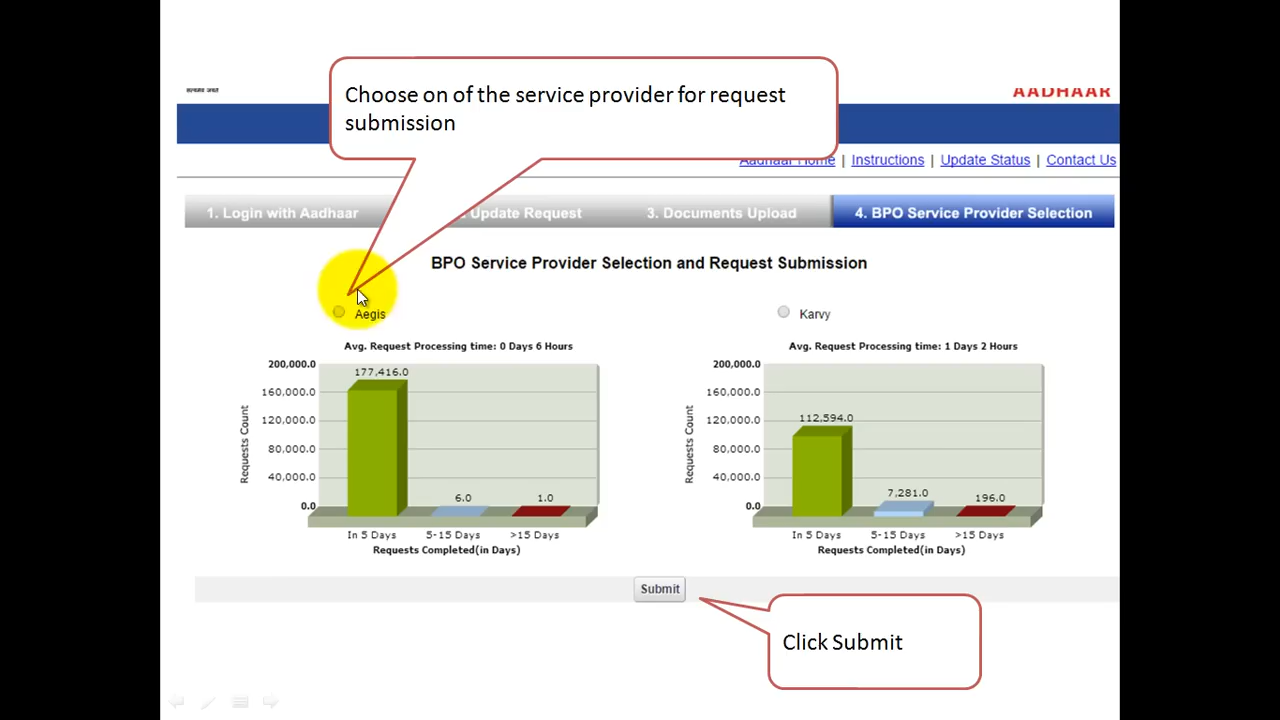 Choose on of the service provider for request
submission
सत्यमेव जयते
AADHAAR
Aadhaar Home | Instructions | Update Status | Contact Us
1. Login with Aadhaar
Update Request
3. Documents Upload
4. BPO Service Provider Selection
BPO Service Provider Selection and Request Submission
Aegis
Avg. Request Processing time: 0 Days 6 Hours
200,000.0
160,000.0
120,000.0
80,000.0
40,000.0
0.0
Requests Count
177,416.0
6.0
1.0
In 5 Days
5-15 Days
>15 Days
Requests Completed(in Days)
Karvy
Avg. Request Processing time: 1 Days 2 Hours
200,000.0
160,000.0
120,000.0
80,000.0
40,000.0
0.0
Requests Count
112,594.0
7,281.0
196.0
In 5 Days
5-15 Days
>15 Days
Requests Completed(in Days)
Submit
Click Submit